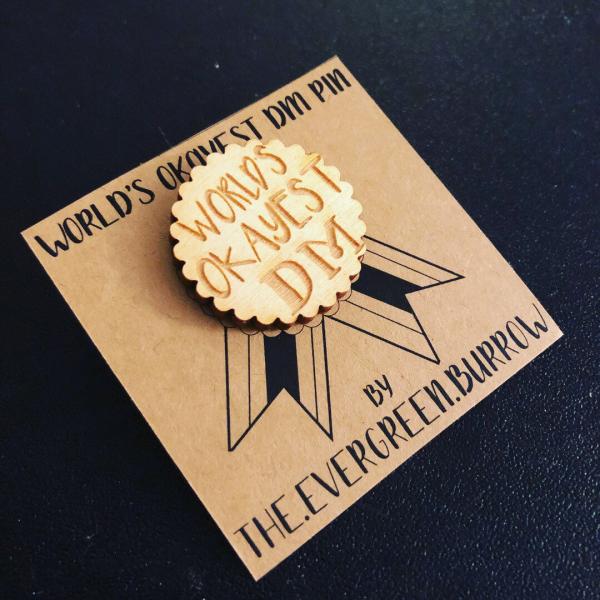 WORLD'S OKAYEST DM PIN
WORLDS
OKAYEST
DM
BY
THE.EVERGREEN.BURROW